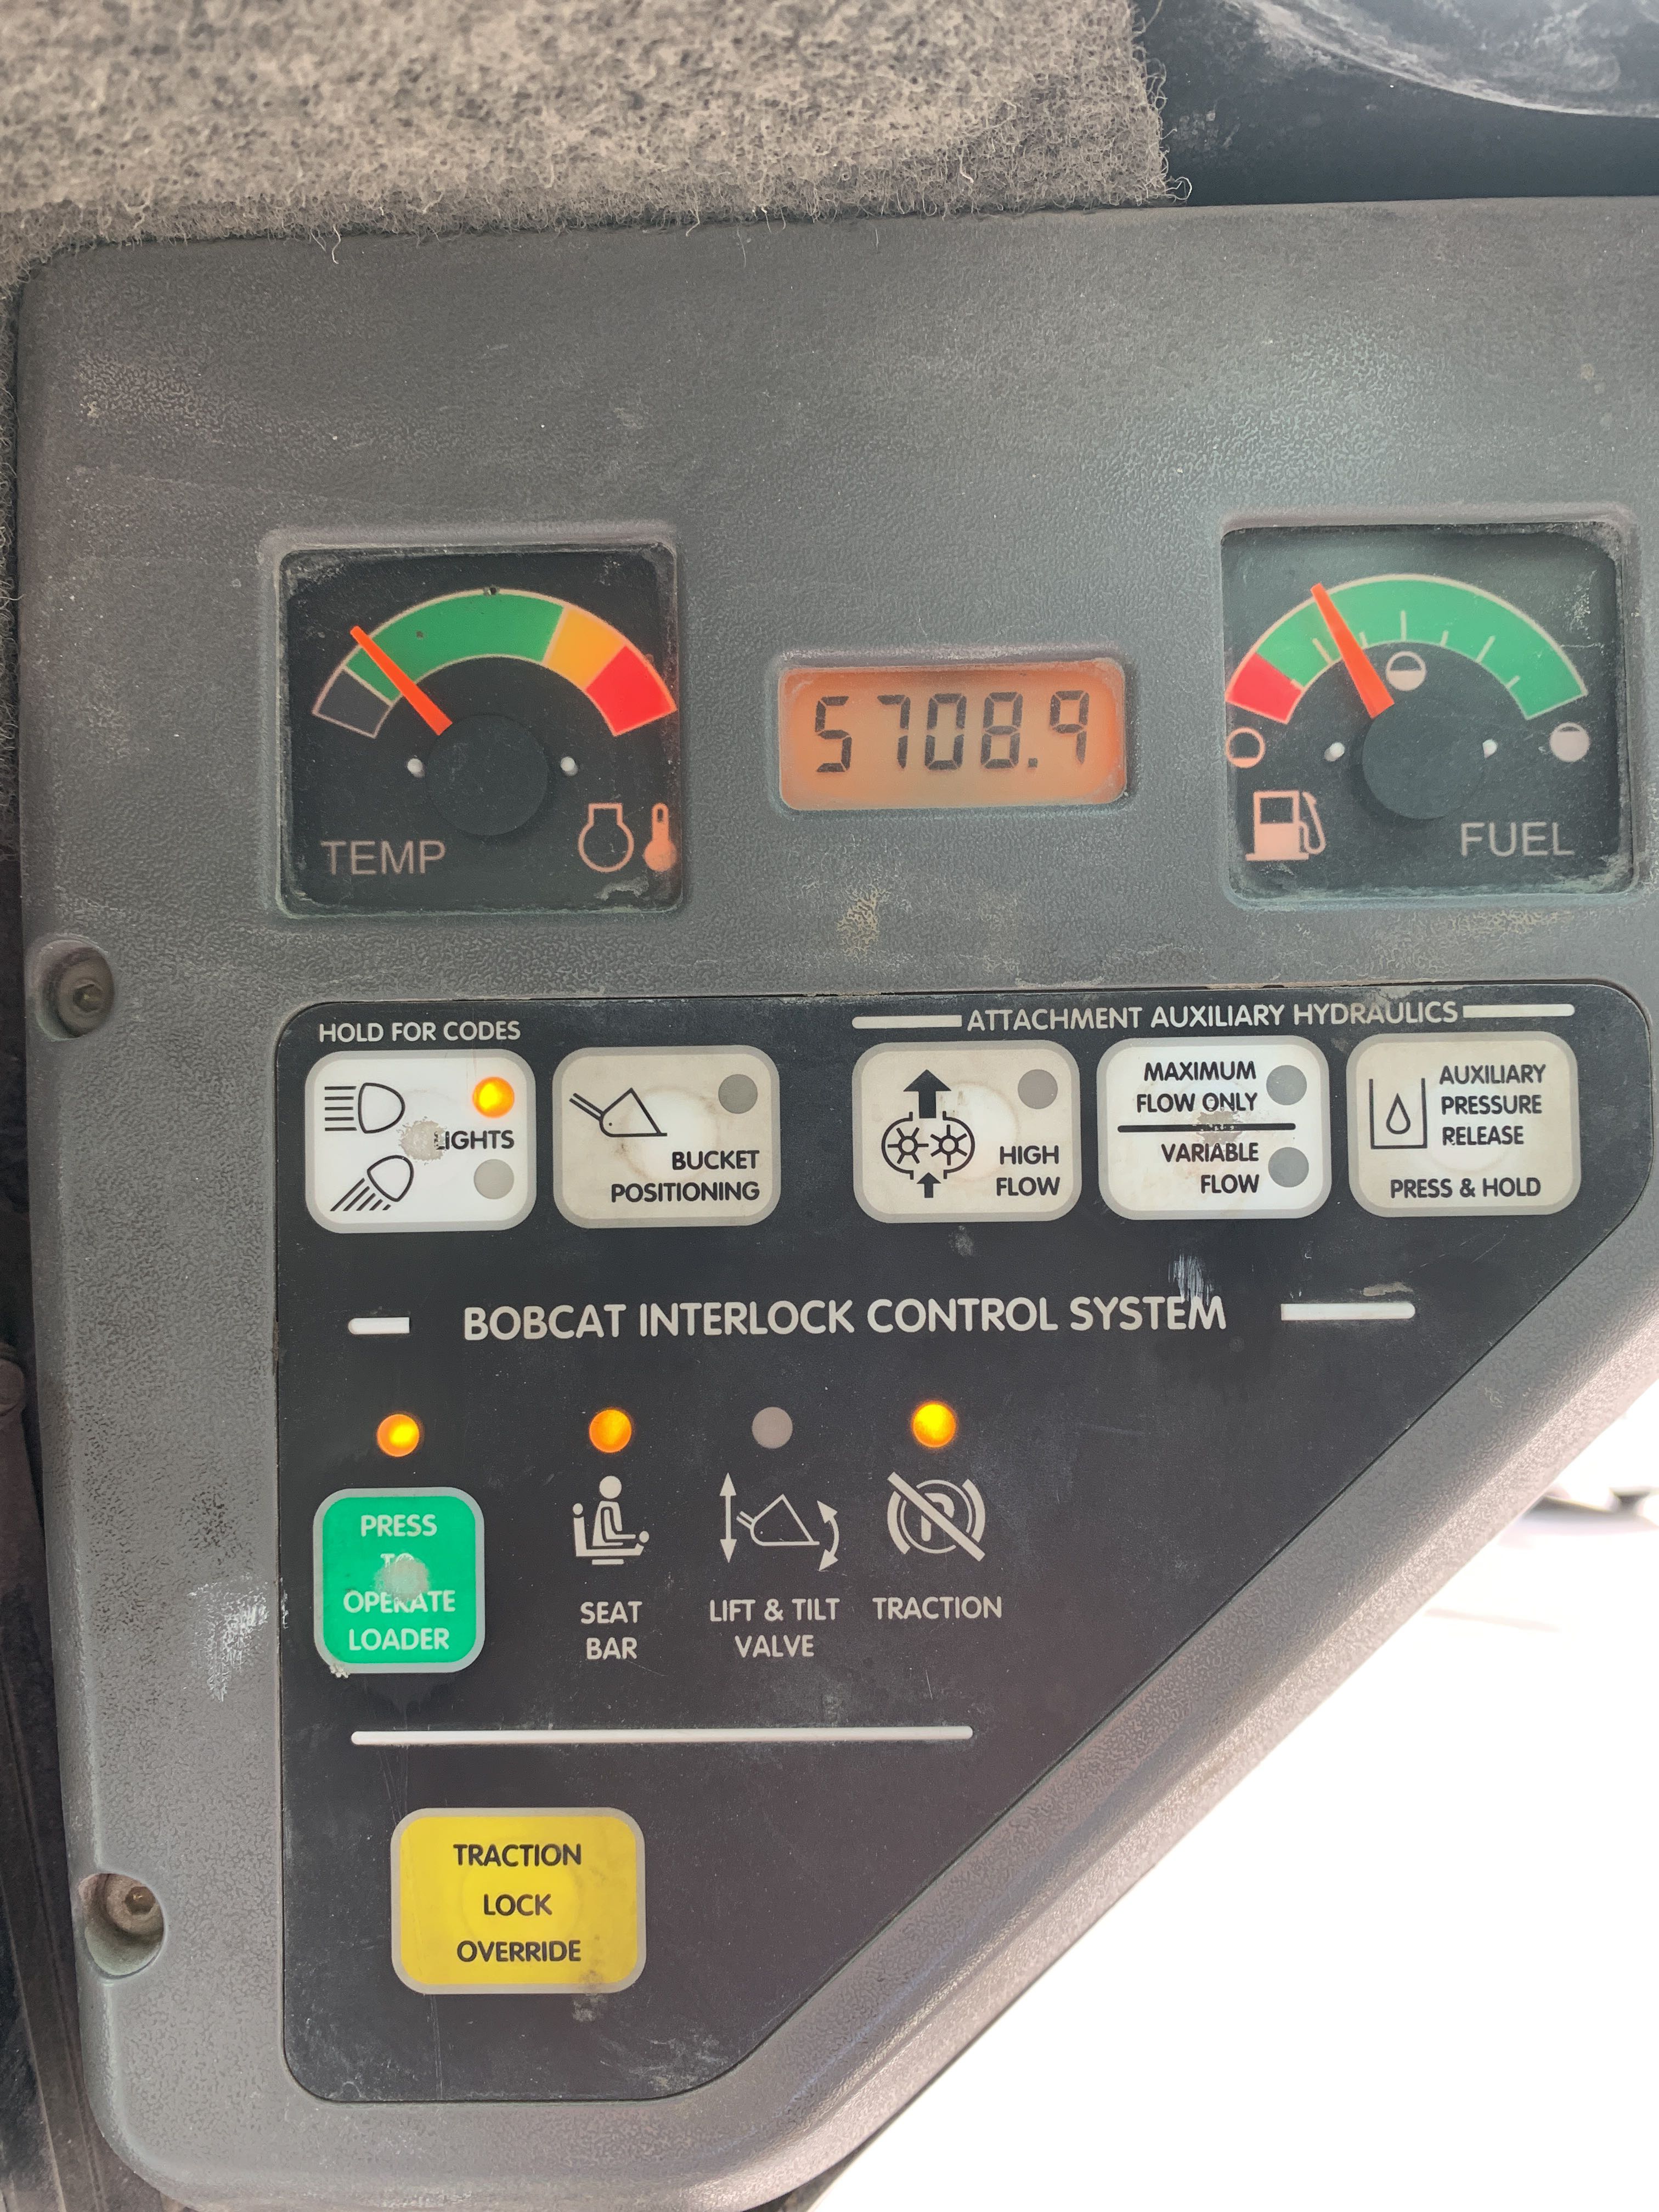 5708.9
TEMP
FUEL
HOLD FOR CODES
ATTACHMENT AUXILIARY HYDRAULICS
LIGHTS
BUCKET
POSITIONING
HIGH
FLOW
MAXIMUM
FLOW ONLY
VARIABLE
FLOW
AUXILIARY
PRESSURE
RELEASE
PRESS & HOLD
BOBCAT INTERLOCK CONTROL SYSTEM
PRESS
TO
OPERATE
LOADER
SEAT
BAR
LIFT & TILT
VALVE
P
TRACTION
TRACTION
LOCK
OVERRIDE